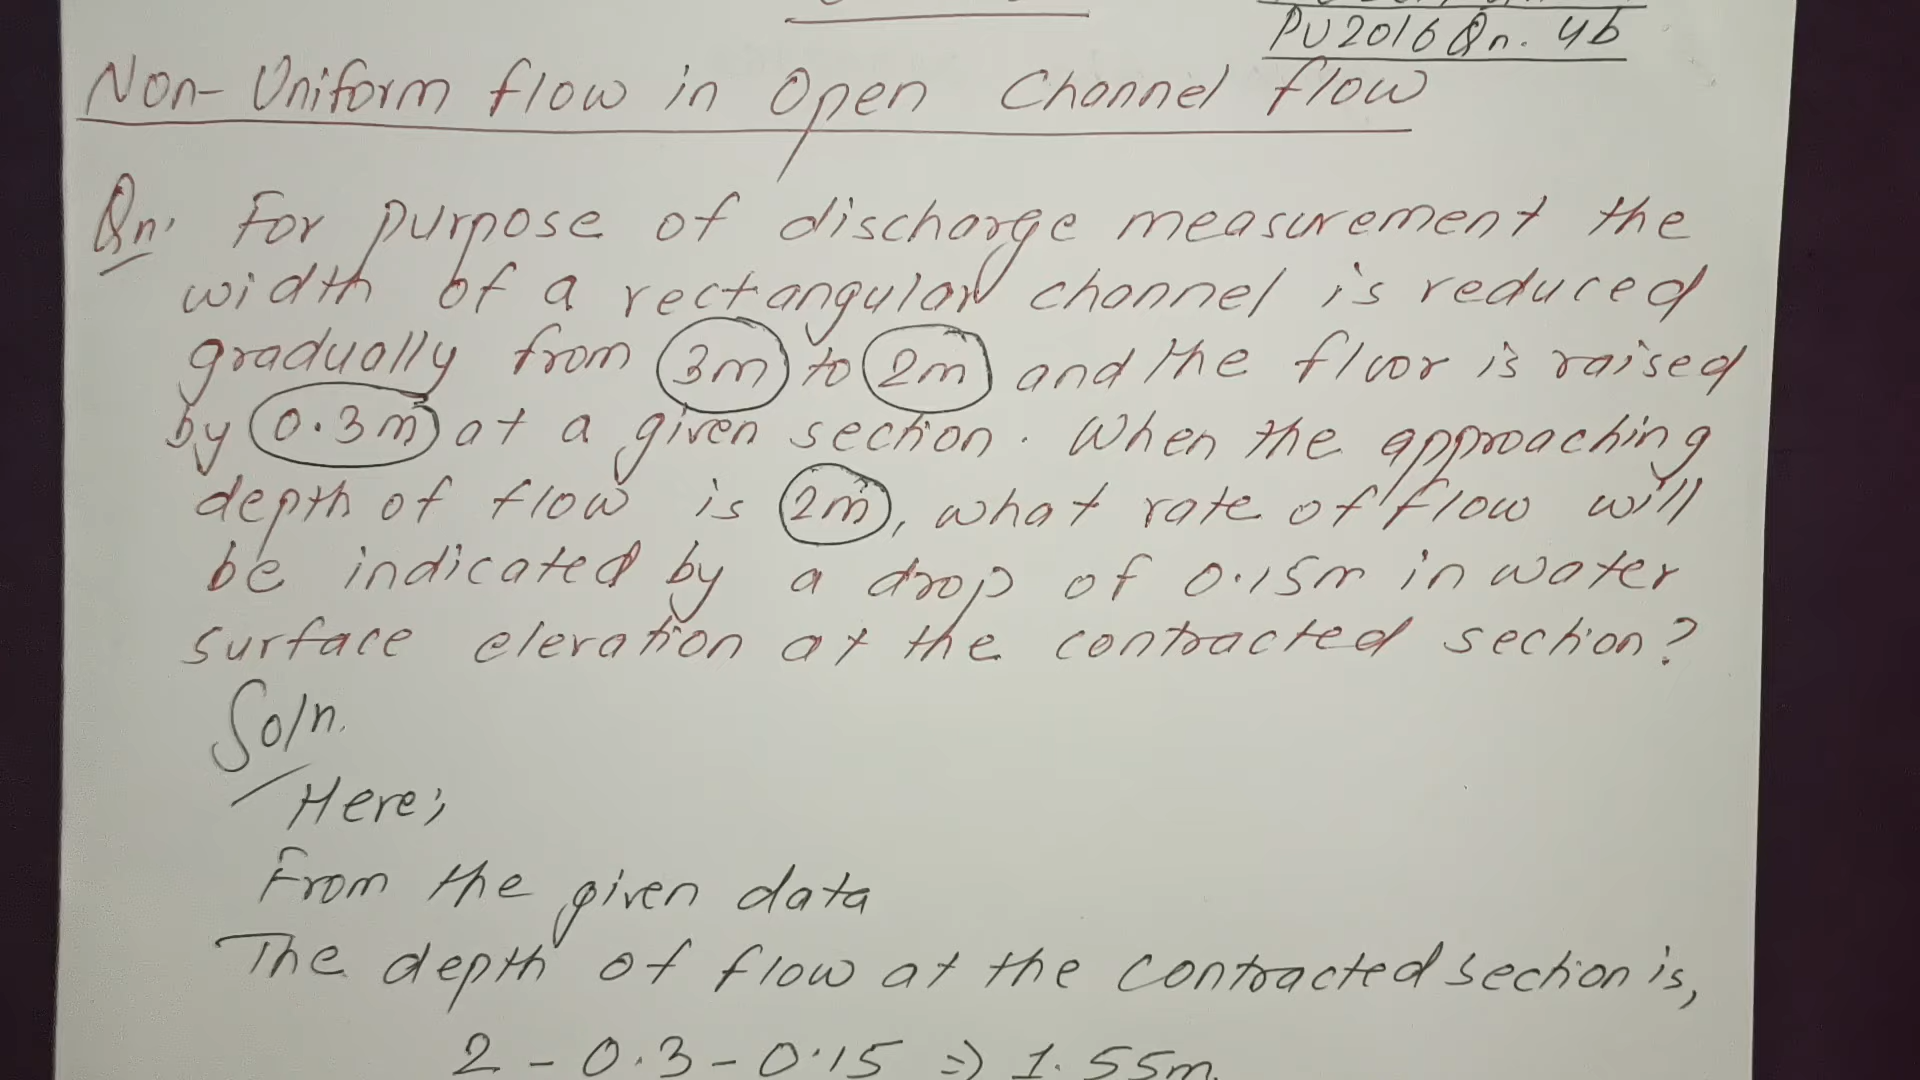 PU2016 Qn. 4b
Non-Uniform flow in Open Channel flow
Qn. For purpose of discharge measurement the
width of a rectangular channel is reduced
gradually from 3m to 2m and the floor is raised
by 0.3m at a given section. When the approaching
depth of flow is 2m, what rate of flow will
be indicated by a drop of 0.15m in water
surface elevation at the contracted section?
Soln.
Here;
From the given data
The depth of flow at the contracted section is,
2 - 0.3 - 0.15 => 1.55m.